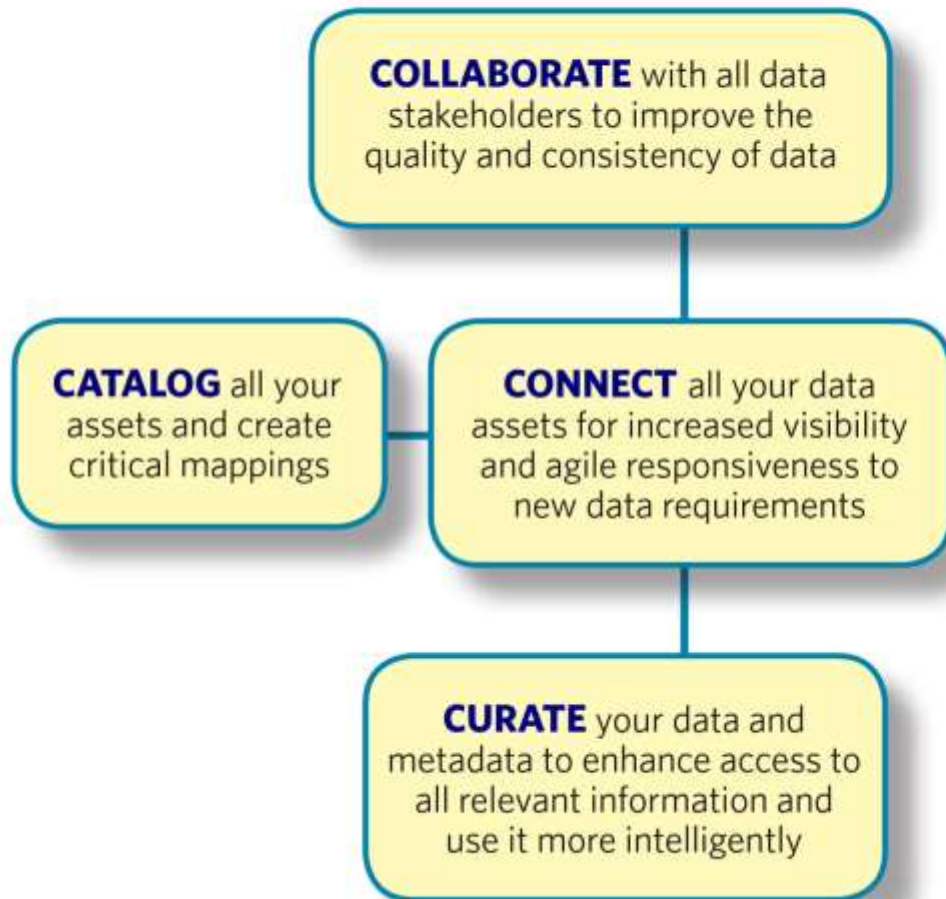 COLLABORATE with all data
stakeholders to improve the
quality and consistency of data
CATALOG all your
assets and create
critical mappings
CONNECT all your data
assets for increased visibility
and agile responsiveness to
new data requirements
CURATE your data and
metadata to enhance access to
all relevant information and
use it more intelligently